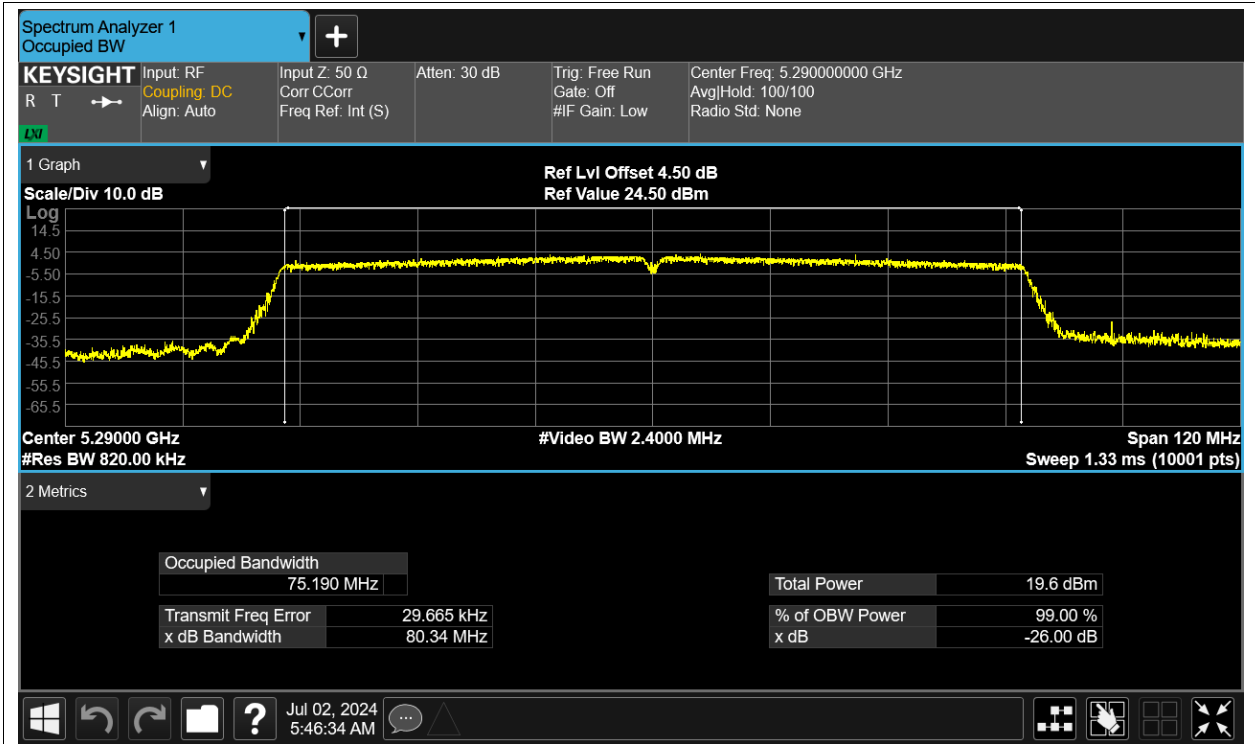 Spectrum Analyzer 1
Occupied BW
KEYSIGHT
R T
LXI
Input: RF
Coupling: DC
Align: Auto
Input Z: 50 Ω
Corr CCorr
Freq Ref: Int (S)
Atten: 30 dB
Trig: Free Run
Gate: Off
#IF Gain: Low
Center Freq: 5.290000000 GHz
Avg|Hold: 100/100
Radio Std: None
1 Graph
Scale/Div 10.0 dB
Ref Lvl Offset 4.50 dB
Ref Value 24.50 dBm
Log
14.5
4.50
-5.50
-15.5
-25.5
-35.5
-45.5
-55.5
-65.5
Center 5.29000 GHz
#Video BW 2.4000 MHz
Span 120 MHz
#Res BW 820.00 kHz
Sweep 1.33 ms (10001 pts)
2 Metrics
Occupied Bandwidth
75.190 MHz
Transmit Freq Error 29.665 kHz
x dB Bandwidth 80.34 MHz
Total Power 19.6 dBm
% of OBW Power 99.00 %
x dB -26.00 dB
?
Jul 02, 2024
5:46:34 AM